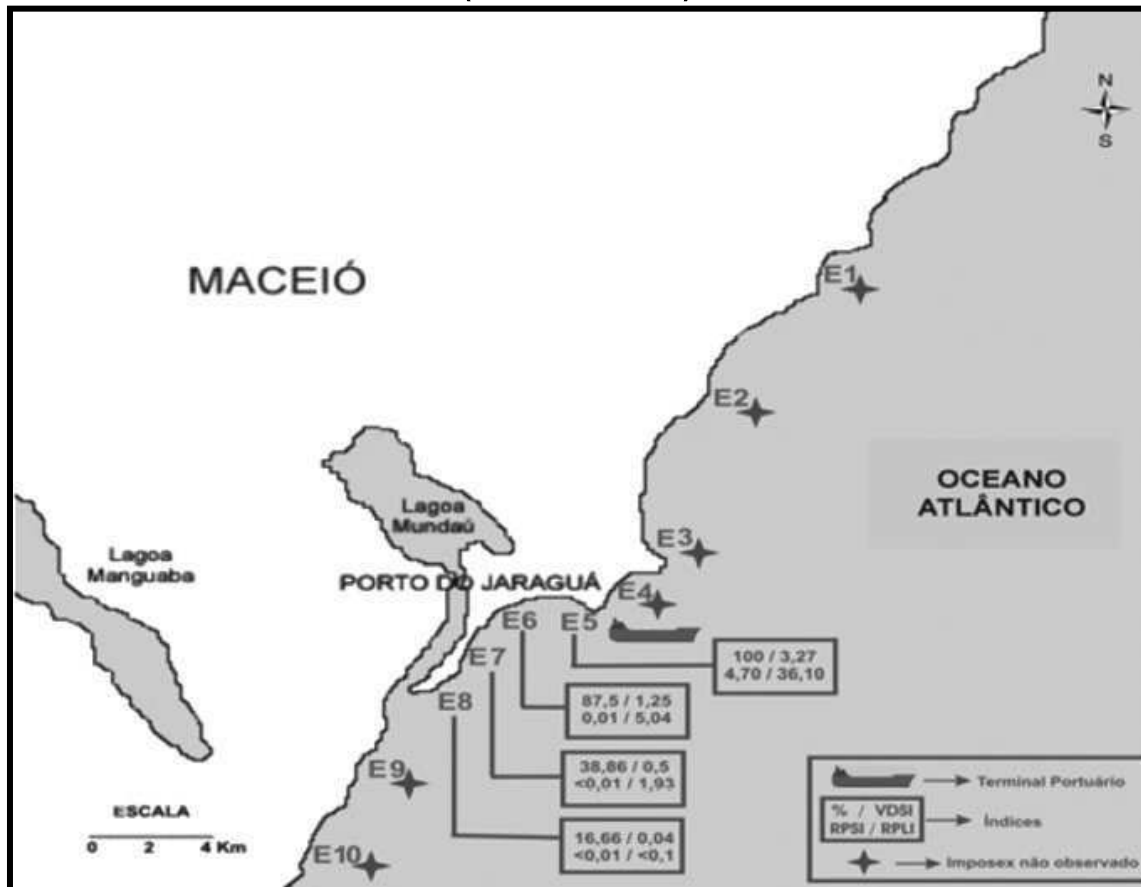 N
S
MACEIÓ
E1
E2
OCEANO
ATLÂNTICO
Lagoa
Mundaú
E3
Lagoa
Manguaba
PORTO DO JARAGUÁ
E4
E6
E5
E7
100 / 3,27
4,70 / 36,10
E8
87,5 / 1,25
0,01 / 5,04
E9
38,86 / 0,5
<0,01 / 1,93
Terminal Portuário
% / VDSI
RPSI / RPLI
Índices
ESCALA
0 2 4 Km
16,66 / 0,04
<0,01 / <0,1
E10
Imposex não observado